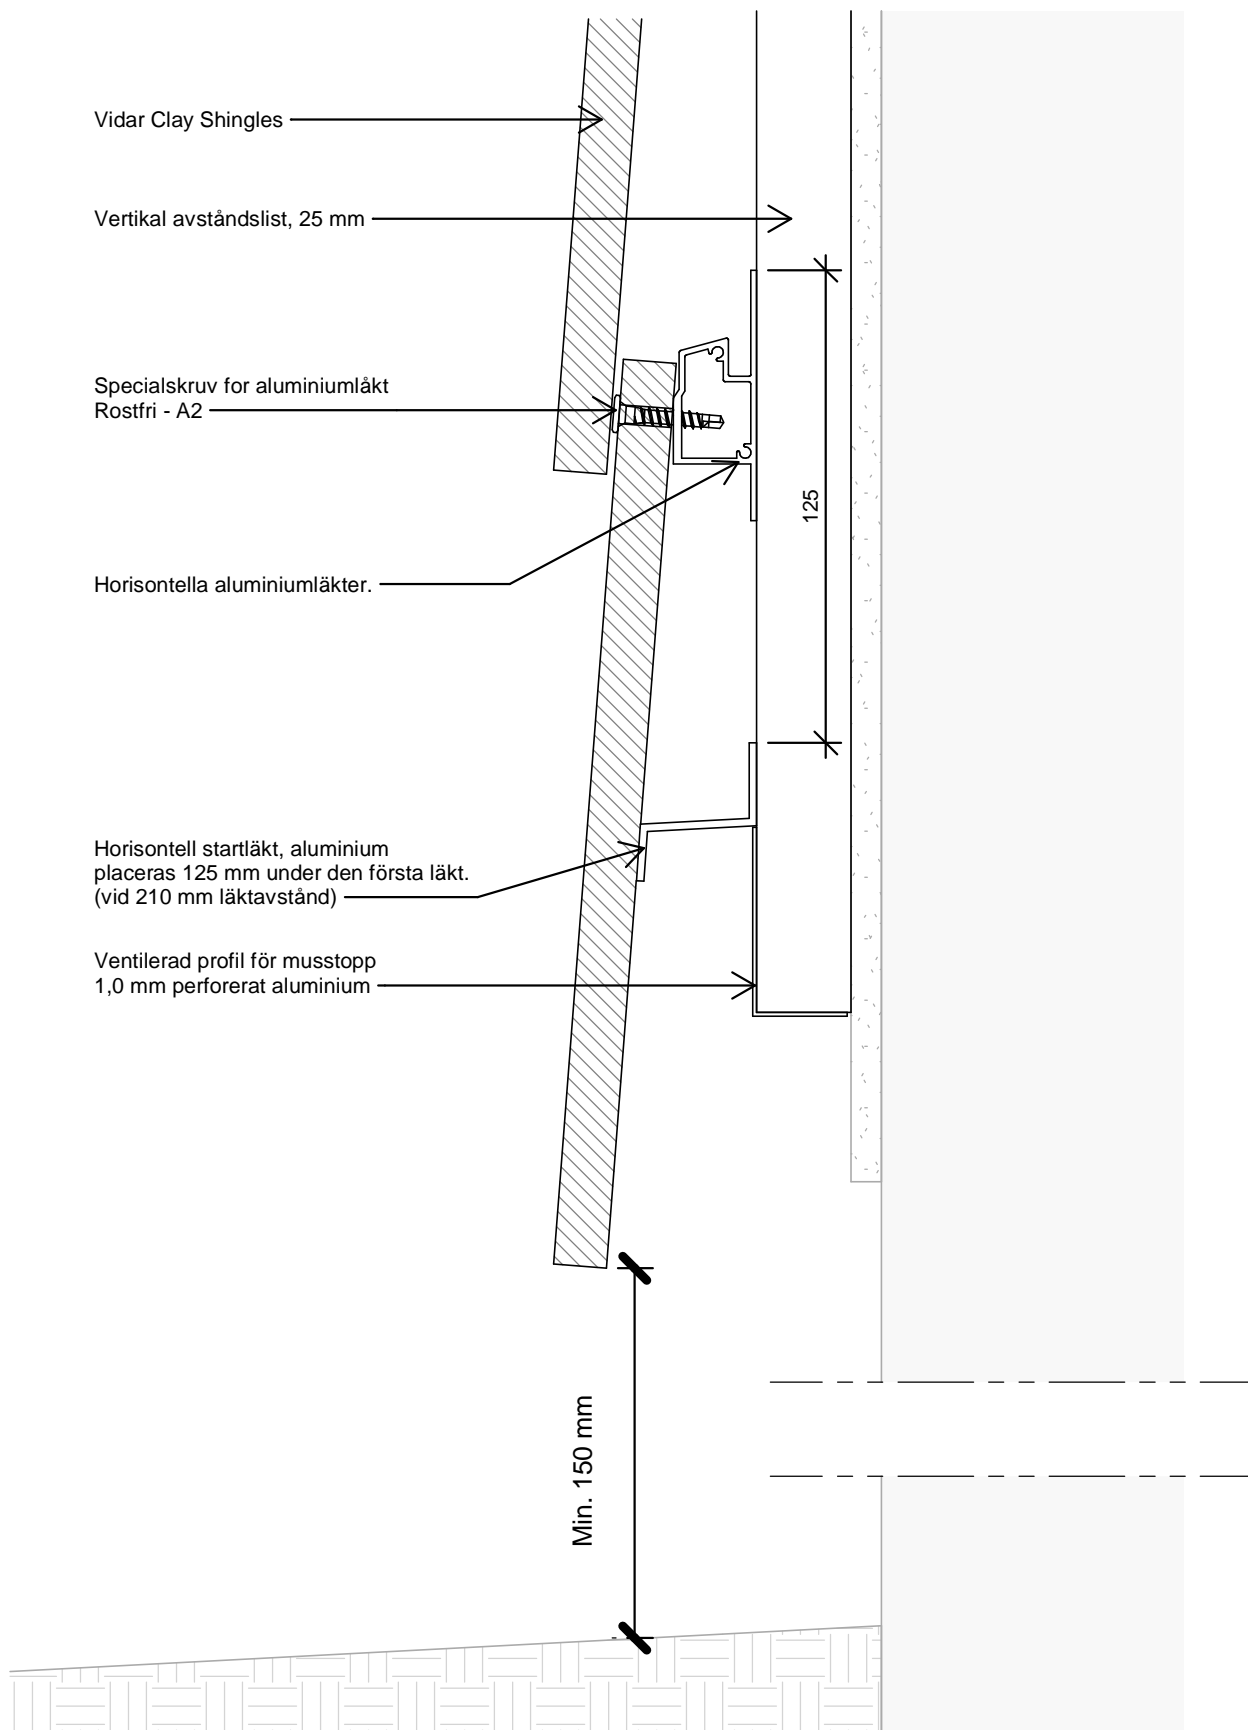 Vidar Clay Shingles
Vertikal avståndslist, 25 mm
Specialskruv for aluminiumlåkt
Rostfri - A2
125
Horisontella aluminiumläkter.
Horisontell startläkt, aluminium
placeras 125 mm under den första läkt.
(vid 210 mm läktavstånd)
Ventilerad profil för musstopp
1,0 mm perforerat aluminium
Min. 150 mm